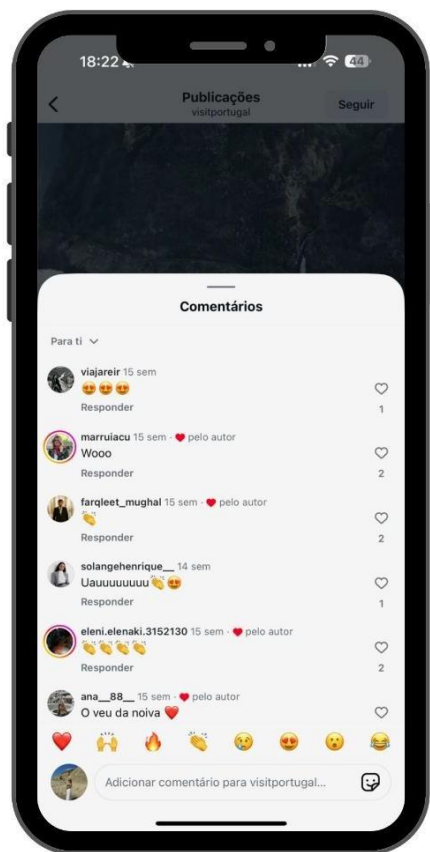 18:22
44
Publicações
visitportugal
Seguir
Comentários
Para ti
viajareir 15 sem
😍😍😍
Responder
1
marruiacu 15 sem · ❤️ pelo autor
Wooo
Responder
2
farqleet_mughal 15 sem · ❤️ pelo autor
👏
Responder
2
solangehenrique__ 14 sem
Uauuuuuuuu👏😍
Responder
1
eleni.elenaki.3152130 15 sem · ❤️ pelo autor
👏👏👏👏
Responder
2
ana__88__ 15 sem · ❤️ pelo autor
O veu da noiva ❤️
❤️ 🙌 🔥 👏 😢 😍 😮 😂
Adicionar comentário para visitportugal...